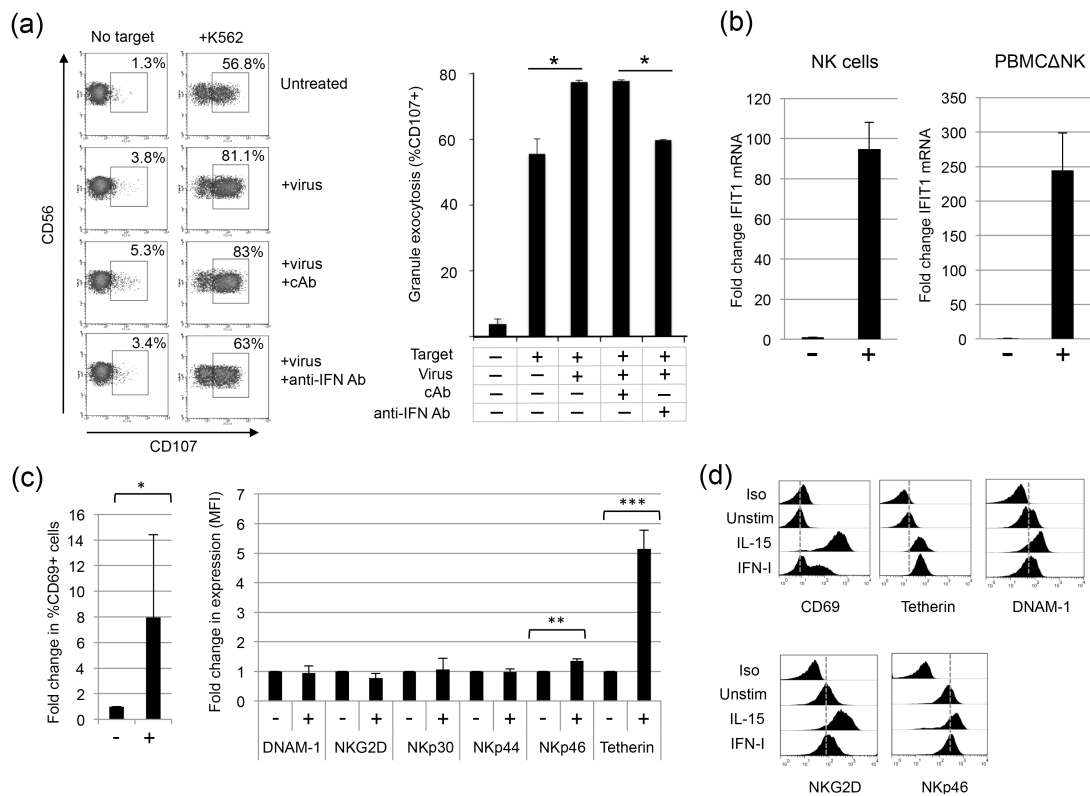 (a)
No target
+K562
1.3%
56.8%
Untreated
3.8%
81.1%
+virus
5.3%
83%
+virus
+cAb
3.4%
63%
+virus
+anti-IFN Ab
CD56
CD107
Granule exocytosis (%CD107+)
80
60
40
20
* *
Target – + + + +
Virus – – + + +
cAb – – – + –
anti-IFN Ab – – – – +
(b)
NK cells
Fold change IFIT1 mRNA
120
100
80
60
40
20
0
– +
PBMCΔNK
Fold change IFIT1 mRNA
350
300
250
200
150
100
50
0
– +
(c)
*
Fold change in %CD69+ cells
16
14
12
10
8
6
4
2
0
- +
Fold change in expression (MFI)
7
6
5
4
3
2
1
0
**
***
- + - + - + - + - + - +
DNAM-1 NKG2D NKp30 NKp44 NKp46 Tetherin
(d)
Iso
Unstim
IL-15
IFN-I
CD69 Tetherin DNAM-1
Iso
Unstim
IL-15
IFN-I
NKG2D NKp46